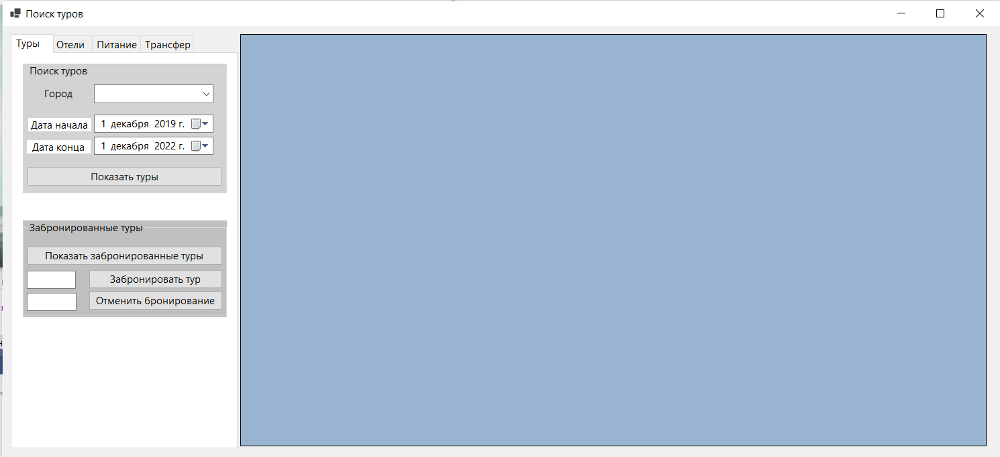 Поиск туров
Туры Отели Питание Трансфер
Поиск туров
Город
Дата начала 1 декабря 2019 г.
Дата конца 1 декабря 2022 г.
Показать туры
Забронированные туры
Показать забронированные туры
Забронировать тур
Отменить бронирование